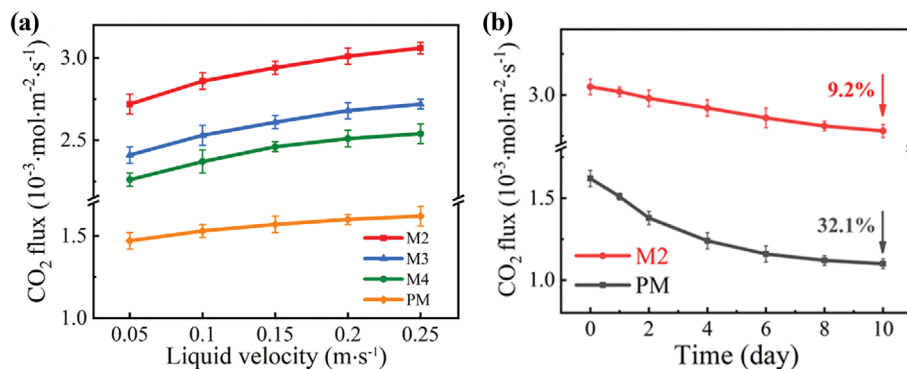 (a)
CO2 flux (10-3·mol·m-2·s-1)
3.0
2.5
1.5
1.0
M2
M3
M4
PM
0.05 0.1 0.15 0.2 0.25
Liquid velocity (m·s-1)
(b)
CO2 flux (10-3·mol·m-2·s-1)
3.0
1.5
1.0
9.2%
32.1%
M2
PM
0 2 4 6 8 10
Time (day)